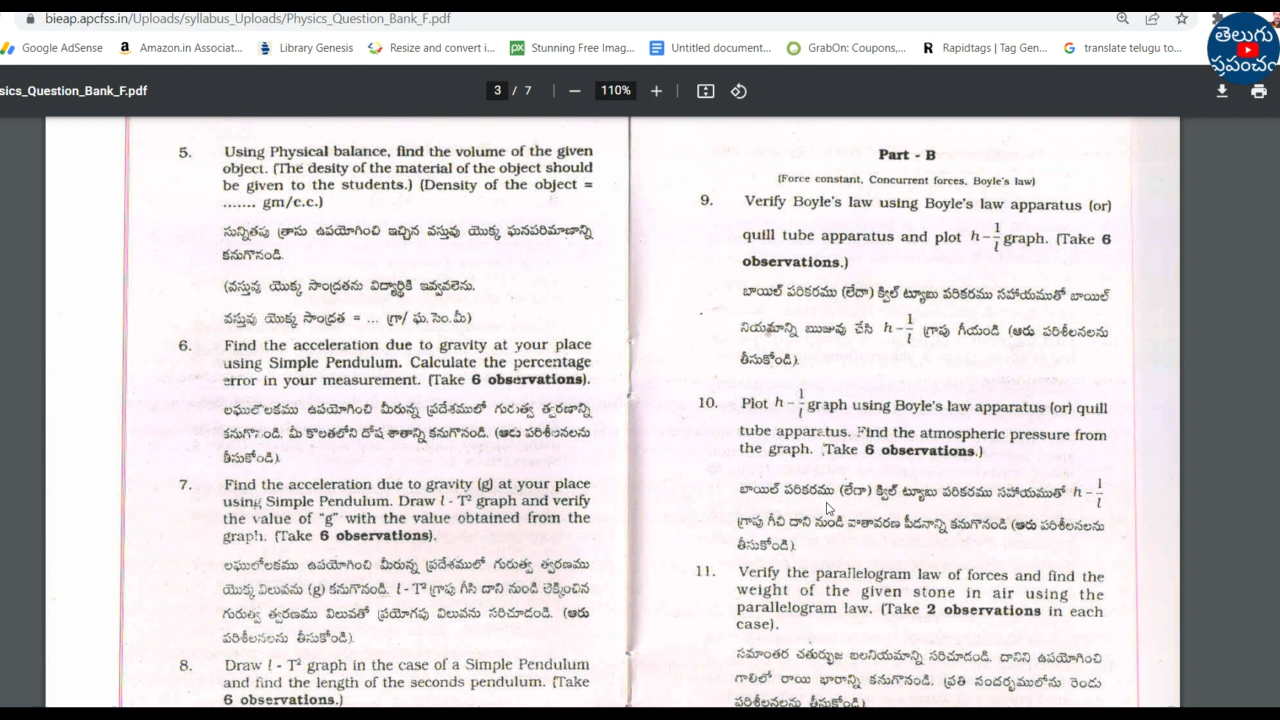 bieap.apcfss.in/Uploads/syllabus_Uploads/Physics_Question_Bank_F.pdf
Google AdSense
Amazon.in Associat...
Library Genesis
Resize and convert i...
Stunning Free Imag...
Untitled document...
GrabOn: Coupons,...
Rapidtags | Tag Gen...
translate telugu to...
తెలుగు
ప్రపంచం
sics_Question_Bank_F.pdf
3 / 7
110%
5. Using Physical balance, find the volume of the given
object. (The desity of the material of the object should
be given to the students.) (Density of the object =
....... gm/c.c.)
సున్నితపు త్రాసు ఉపయోగించి ఇచ్చిన వస్తువు యొక్క ఘనపరిమాణాన్ని
కనుగొనండి.
(వస్తువు యొక్క సాంద్రతను విద్యార్థికి ఇవ్వవలెను.
వస్తువు యొక్క సాంద్రత = ... గ్రా/ ఘ.సెం.మీ)
6. Find the acceleration due to gravity at your place
using Simple Pendulum. Calculate the percentage
error in your measurement. (Take 6 observations).
లఘులోలకము ఉపయోగించి మీరున్న ప్రదేశములో గురుత్వ త్వరణాన్ని
కనుగొనండి. మీ కొలతలోని దోష శాతాన్ని కనుగొనండి. (ఆరు పరిశీలనలను
తీసుకోండి).
7. Find the acceleration due to gravity (g) at your place
using Simple Pendulum. Draw l - T² graph and verify
the value of "g" with the value obtained from the
graph. (Take 6 observations).
లఘులోలకము ఉపయోగించి మీరున్న ప్రదేశములో గురుత్వ త్వరణము
యొక్క విలువను (g) కనుగొనండి. l - T² గ్రాపు గీసి దాని నుండి లెక్కించిన
గురుత్వ త్వరణము విలువతో ప్రయోగపు విలువను సరిచూడండి. (ఆరు
పరిశీలనలను తీసుకోండి).
8. Draw l - T² graph in the case of a Simple Pendulum
and find the length of the seconds pendulum. (Take
6 observations.)
Part - B
(Force constant, Concurrent forces, Boyle's law)
9. Verify Boyle's law using Boyle's law apparatus (or)
quill tube apparatus and plot h - 1/l graph. (Take 6
observations.)
బాయిల్ పరికరము (లేదా) క్విల్ ట్యూబు పరికరము సహాయముతో బాయిల్
నియమాన్ని ఋజువు చేసి h - 1/l గ్రాపు గీయండి (ఆరు పరిశీలనలను
తీసుకోండి).
10. Plot h - 1/l graph using Boyle's law apparatus (or) quill
tube apparatus. Find the atmospheric pressure from
the graph. (Take 6 observations.)
బాయిల్ పరికరము (లేదా) క్విల్ ట్యూబు పరికరము సహాయముతో h - 1/l
గ్రాపు గీచి దాని నుండి వాతావరణ పీడనాన్ని కనుగొనండి (ఆరు పరిశీలనలను
తీసుకోండి).
11. Verify the parallelogram law of forces and find the
weight of the given stone in air using the
parallelogram law. (Take 2 observations in each
case).
సమాంతర చతుర్భుజ బలనియమాన్ని సరిచూడండి. దానిని ఉపయోగించి
గాలిలో రాయి భారాన్ని కనుగొనండి. (ప్రతి సందర్భములోను రెండు
పరిశీలనలను తీసుకోండి.)